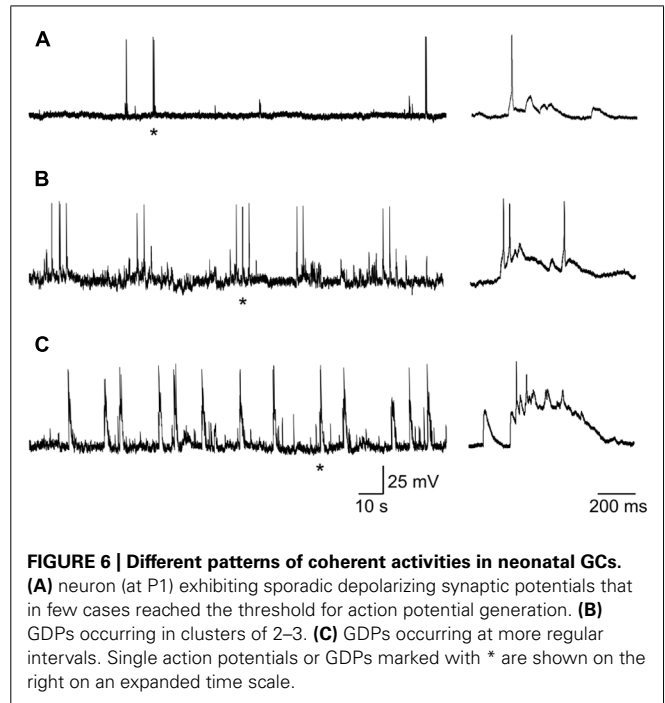 A
*
B
*
C
*
25 mV
10 s
200 ms
FIGURE 6 | Different patterns of coherent activities in neonatal GCs.
(A) neuron (at P1) exhibiting sporadic depolarizing synaptic potentials that
in few cases reached the threshold for action potential generation. (B)
GDPs occurring in clusters of 2–3. (C) GDPs occurring at more regular
intervals. Single action potentials or GDPs marked with * are shown on the
right on an expanded time scale.